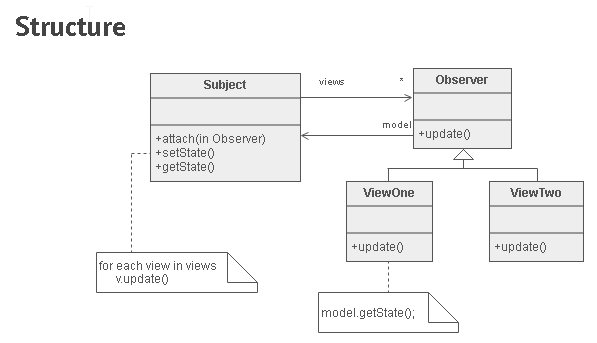 Structure
Subject
+attach(in Observer)
+setState()
+getState()
views
*
model
Observer
+update()
ViewOne
+update()
ViewTwo
+update()
for each view in views
v.update()
model.getState();